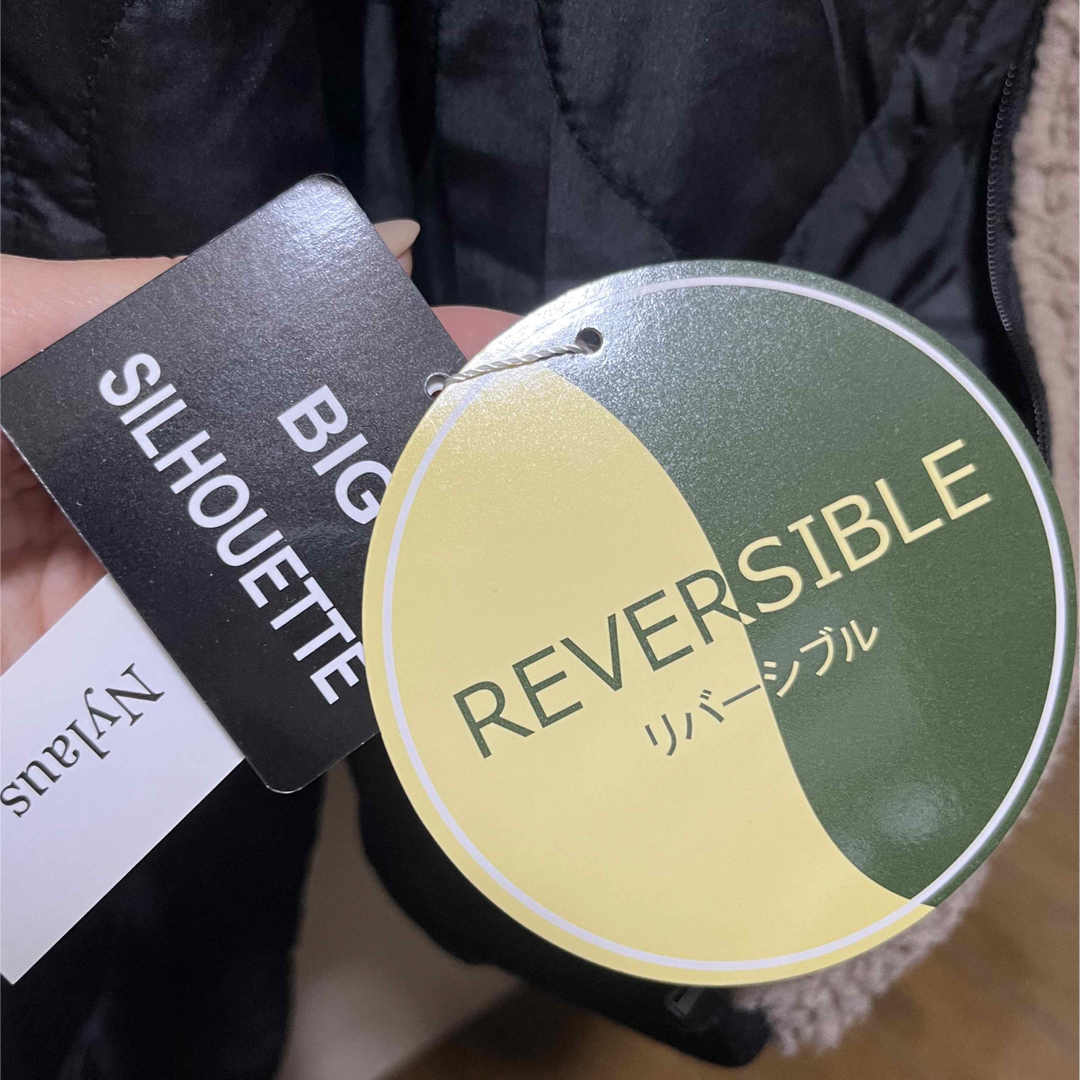 BIG
SILHOUETTE
Nylaus
REVERSIBLE
リバーシブル